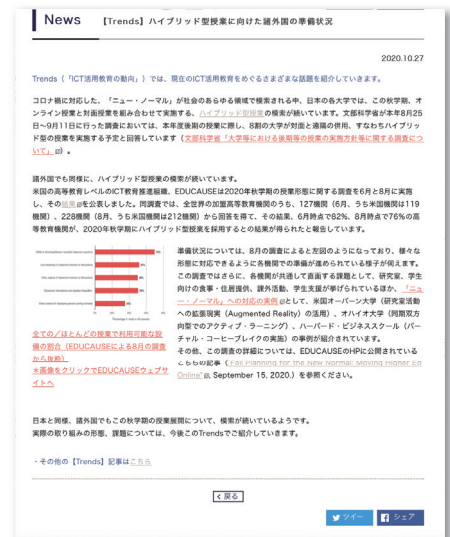 News 【Trends】ハイブリッド型授業に向けた諸外国の準備状況
2020.10.27
Trends（「ICT活用教育の動向」）では、現在のICT活用教育をめぐるさまざまな話題を紹介していきます。
コロナ禍に対応した、「ニュー・ノーマル」が社会のあらゆる領域で模索される中、日本の各大学では、この秋学期、オ
ンライン授業と対面授業を組み合わせて実施する、ハイブリッド型授業の模索が続いています。文部科学省が本年8月25
日〜9月11日に行った調査においては、本年度後期の授業に際し、8割の大学が対面と遠隔の併用、すなわちハイブリッ
ド型の授業を実施する予定と回答しています（文部科学省「大学等における後期等の授業の実施方針等に関する調査につ
いて」）。
諸外国でも同様に、ハイブリッド型授業の模索が続いています。
米国の高等教育レベルのICT教育推進組織、EDUCAUSEは2020年秋学期の授業形態に関する調査を6月と8月に実施
し、その結果を公表しました。同調査では、全世界の加盟高等教育機関のうち、127機関（6月、うち米国機関は119
機関）、228機関（8月、うち米国機関は212機関）から回答を得て、その結果、6月時点で82%、8月時点で76%の高
等教育機関が、2020年秋学期にハイブリッド型授業を採用するとの結果が得られたと報告しています。
準備状況については、8月の調査によると左図のようになっており、様々な
形態に対応できるように各機関での準備が進められている様子が伺えます。
この調査ではさらに、各機関が共通して直面する課題として、研究室、学生
向けの食事・住居提供、課外活動、学生支援が挙げられているほか、「ニュ
ー・ノーマル」への対応の実例として、米国オーバーン大学（研究室活動
への拡張現実（Augmented Reality）の活用）、オハイオ大学（同期双方
向型でのアクティブ・ラーニング）、ハーバード・ビジネススクール（バー
チャル・コーヒーブレイクの実施）の事例が紹介されています。
その他、この調査の詳細については、EDUCAUSEのHPに公開されている
こちらの記事（"Fall Planning for the New Normal: Moving Higher Ed
Online", September 15, 2020.）を参照ください。
全ての／ほとんどの授業で利用可能な設
備の割合（EDUCAUSEによる8月の調査
から抜粋）
＊画像をクリックでEDUCAUSEウェブサ
イトへ
日本と同様、諸外国でもこの秋学期の授業展開について、模索が続いているようです。
実際の取り組みの形態、課題については、今後このTrendsでご紹介していきます。
・その他の【Trends】記事はこちら
戻る
ツイー
シェア